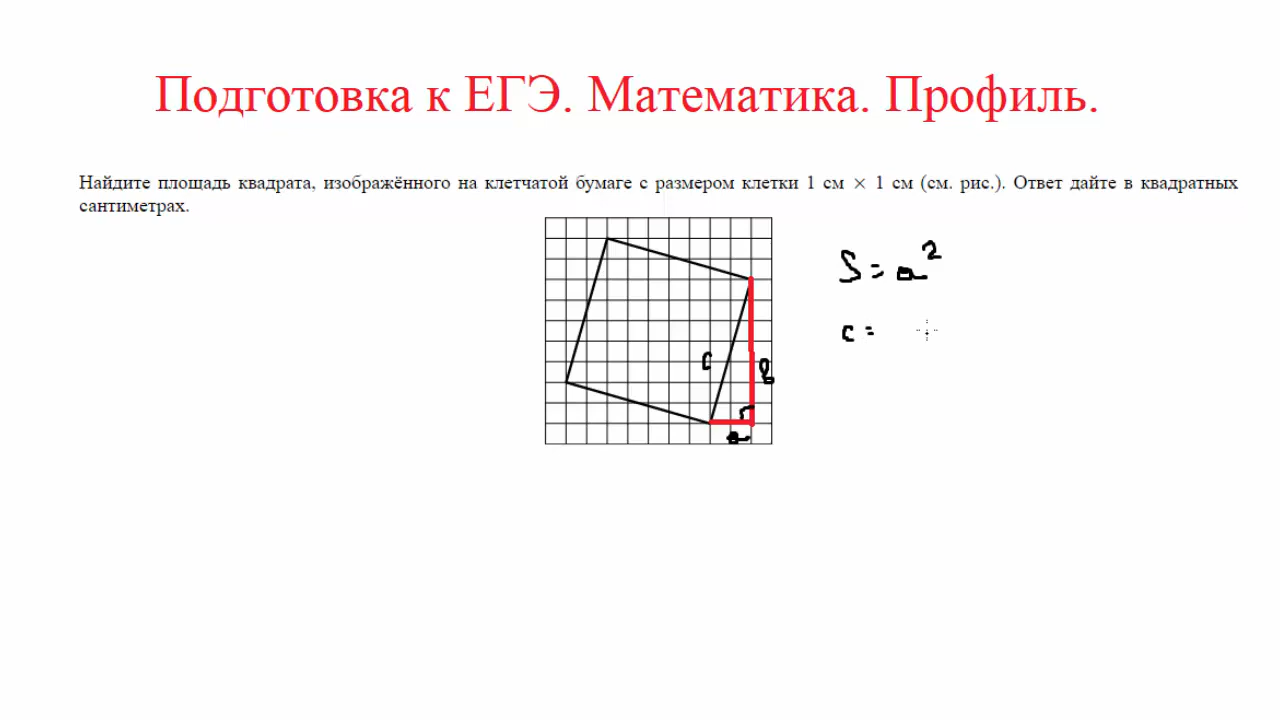 Подготовка к ЕГЭ. Математика. Профиль.
Найдите площадь квадрата, изображённого на клетчатой бумаге с размером клетки 1 см × 1 см (см. рис.). Ответ дайте в квадратных
сантиметрах.
S = a²
c =
c
b
a